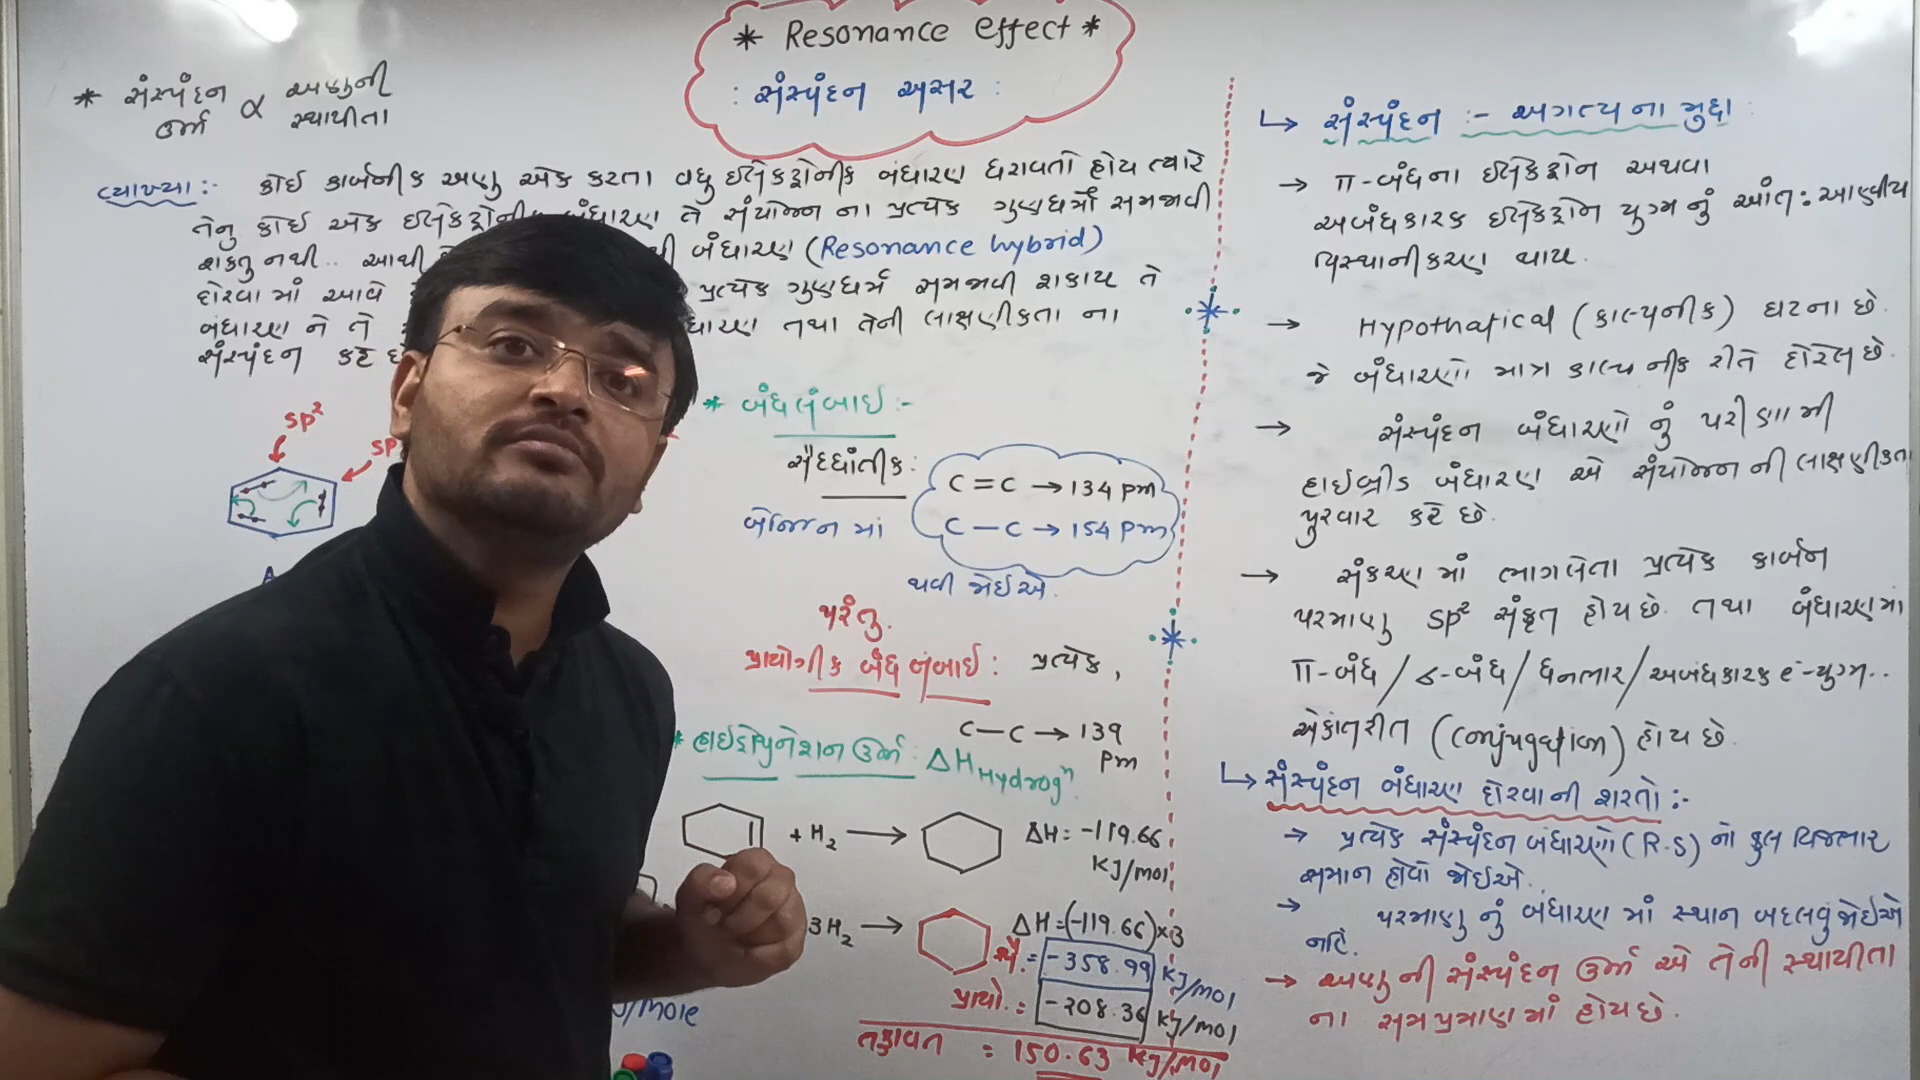 * Resonance effect *
: સંસ્પંદન અસર :
* સંસ્પંદન ઉર્જા ∝ અણુની સ્થાયીતા
વ્યાખ્યા:- કોઈ કાર્બનીક અણુ એક કરતા વધુ ઈલેકટ્રોનીક બંધારણ ધરાવતો હોય ત્યારે
તેનુ કોઈ એક બંધારણ તે સંયોજન ના પ્રત્યેક ગુણધર્મો સમજાવી
શકતુ નથી.. આથી બંધારણ (Resonance hybrid)
દોરવા માં આવે પ્રત્યેક ગુણધર્મ સમજાવી શકાય તે
બંધારણ ને તે તથા તેની લાક્ષણીકતા ના
સંસ્પંદન કહે
sp²
sp
* બંધલંબાઈ :-
સૈદ્ધાંતીક:
C = C → 134 pm
બેન્જિન માં
C — C → 154 pm
થવી જોઈએ.
પરંતુ.
પ્રાયોગીક બંધ લંબાઈ : પ્રત્યેક,
C — C → 139
pm
* હાઈડ્રોજીનેશન ઉર્જા : ΔH Hydrogⁿ
+ H₂ → ΔH = -119.66
KJ/mol
3H₂ → ΔH = (-119.66)×3
સૈ. = -358.99 KJ/mol
પ્રાયો. = -208.36 KJ/mol
J/mole
તફાવત = 150.63 KJ/mol
↳ સંસ્પંદન :- અગત્ય ના મુદ્દા :
→ π-બંધના ઈલેકટ્રોન અથવા
અબંધકારક ઈલેકટ્રોન યુગ્મ નું આંત: આણ્વીય
વિસ્થાનીકરણ થાય.
→ Hypothatical (કાલ્પનીક) ઘટના છે.
જે બંધારણો માત્ર કાલ્પનીક રીતે દોરેલ છે.
→ સંસ્પંદન બંધારણો નું પરીણામી
હાઈબ્રીડ બંધારણ એ સંયોજન ની લાક્ષણીકતા
પુરવાર કરે છે.
→ સંકરણ માં ભાગલેતા પ્રત્યેક કાર્બન
પરમાણુ sp² સંકૃત હોય છે. તથા બંધારણમાં
π-બંધ / σ-બંધ / ધનભાર / અબંધકારક e⁻-યુગ્મ..
એકાંતરીત (conjugation) હોય છે.
↳ સંસ્પંદન બંધારણ દોરવાની શરતો :-
→ પ્રત્યેક સંસ્પંદન બંધારણો (R.S) નો કુલ વિજભાર
સમાન હોવો જોઈએ.
→ પરમાણુ નું બંધારણ માં સ્થાન બદલવું જોઈએ
નહિ.
→ અણુ ની સંસ્પંદન ઉર્જા એ તેની સ્થાયીતા
ના સમપ્રમાણ માં હોય છે.